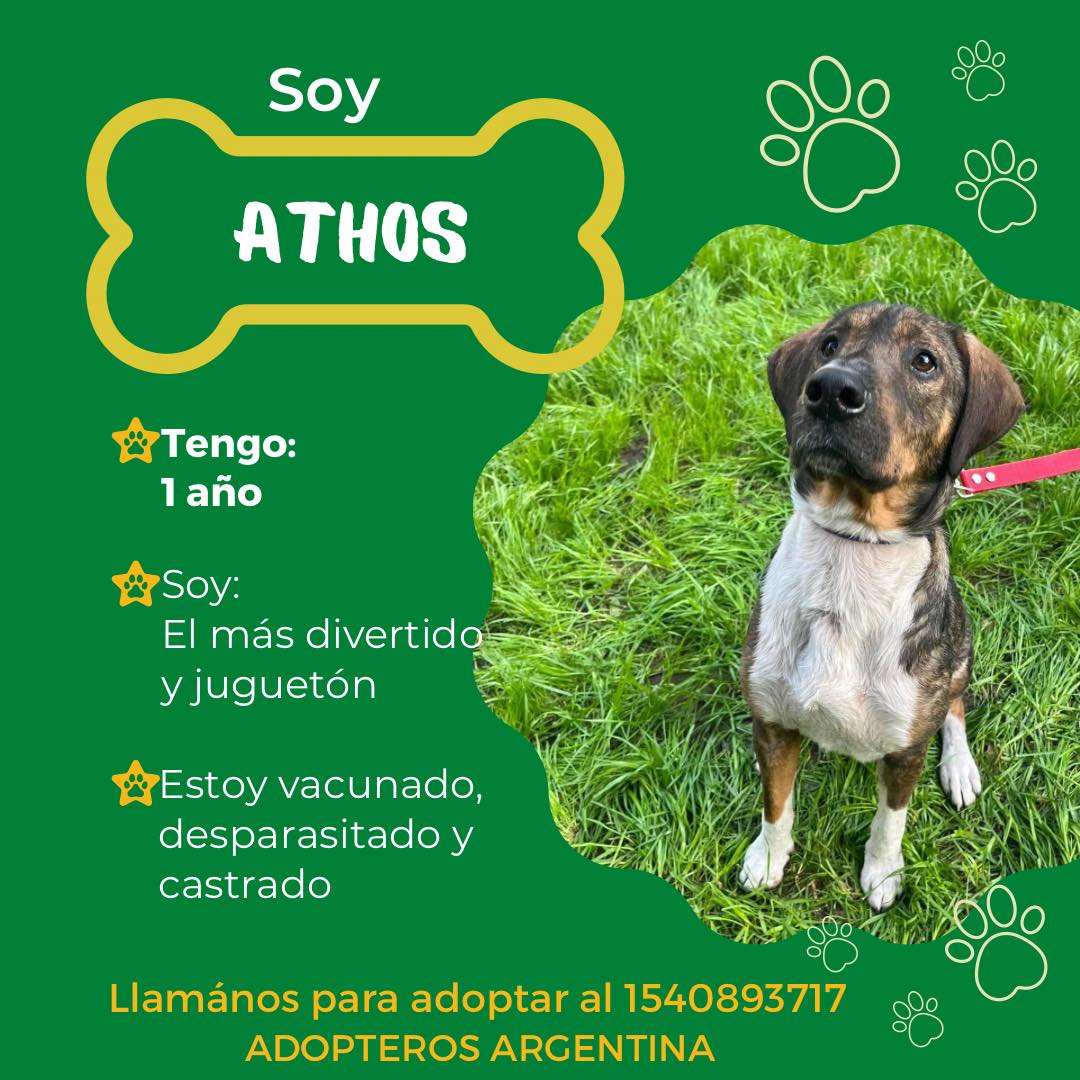 Soy
ATHOS
Tengo:
1 año
Soy:
El más divertido
y juguetón
Estoy vacunado,
desparasitado y
castrado
Llamános para adoptar al 1540893717
ADOPTEROS ARGENTINA